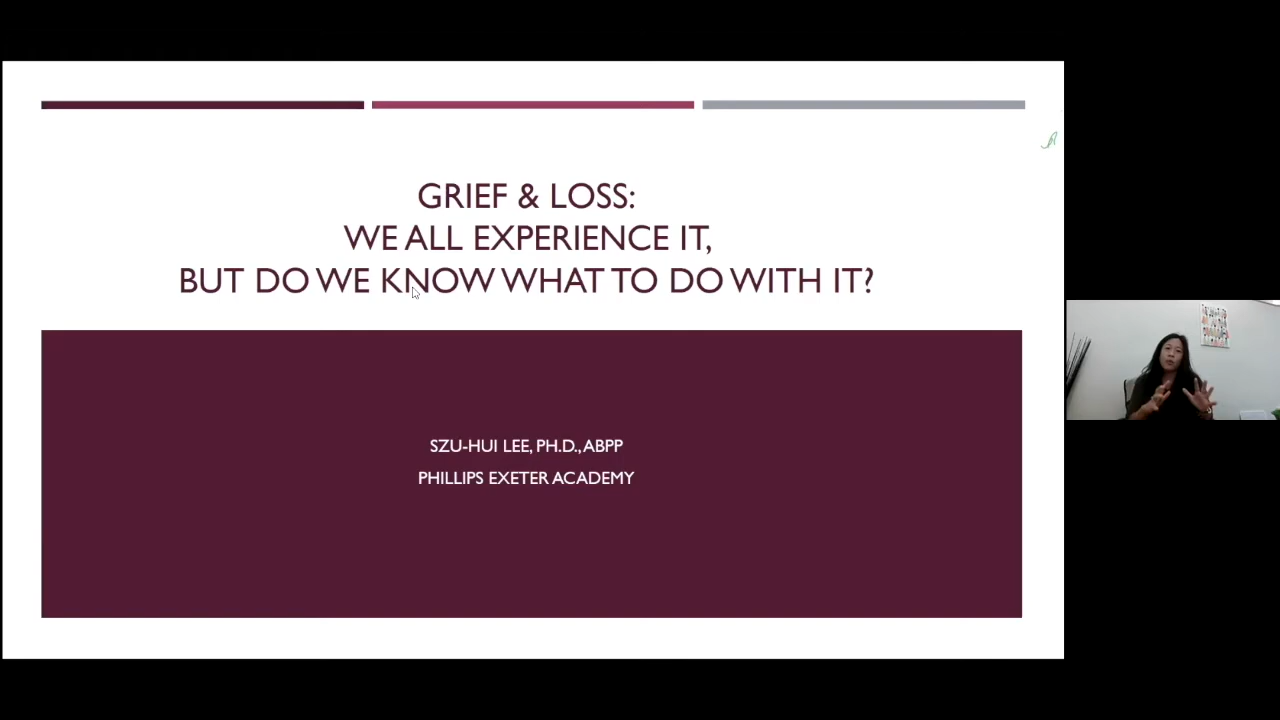 GRIEF & LOSS:
WE ALL EXPERIENCE IT,
BUT DO WE KNOW WHAT TO DO WITH IT?
SZU-HUI LEE, PH.D., ABPP
PHILLIPS EXETER ACADEMY